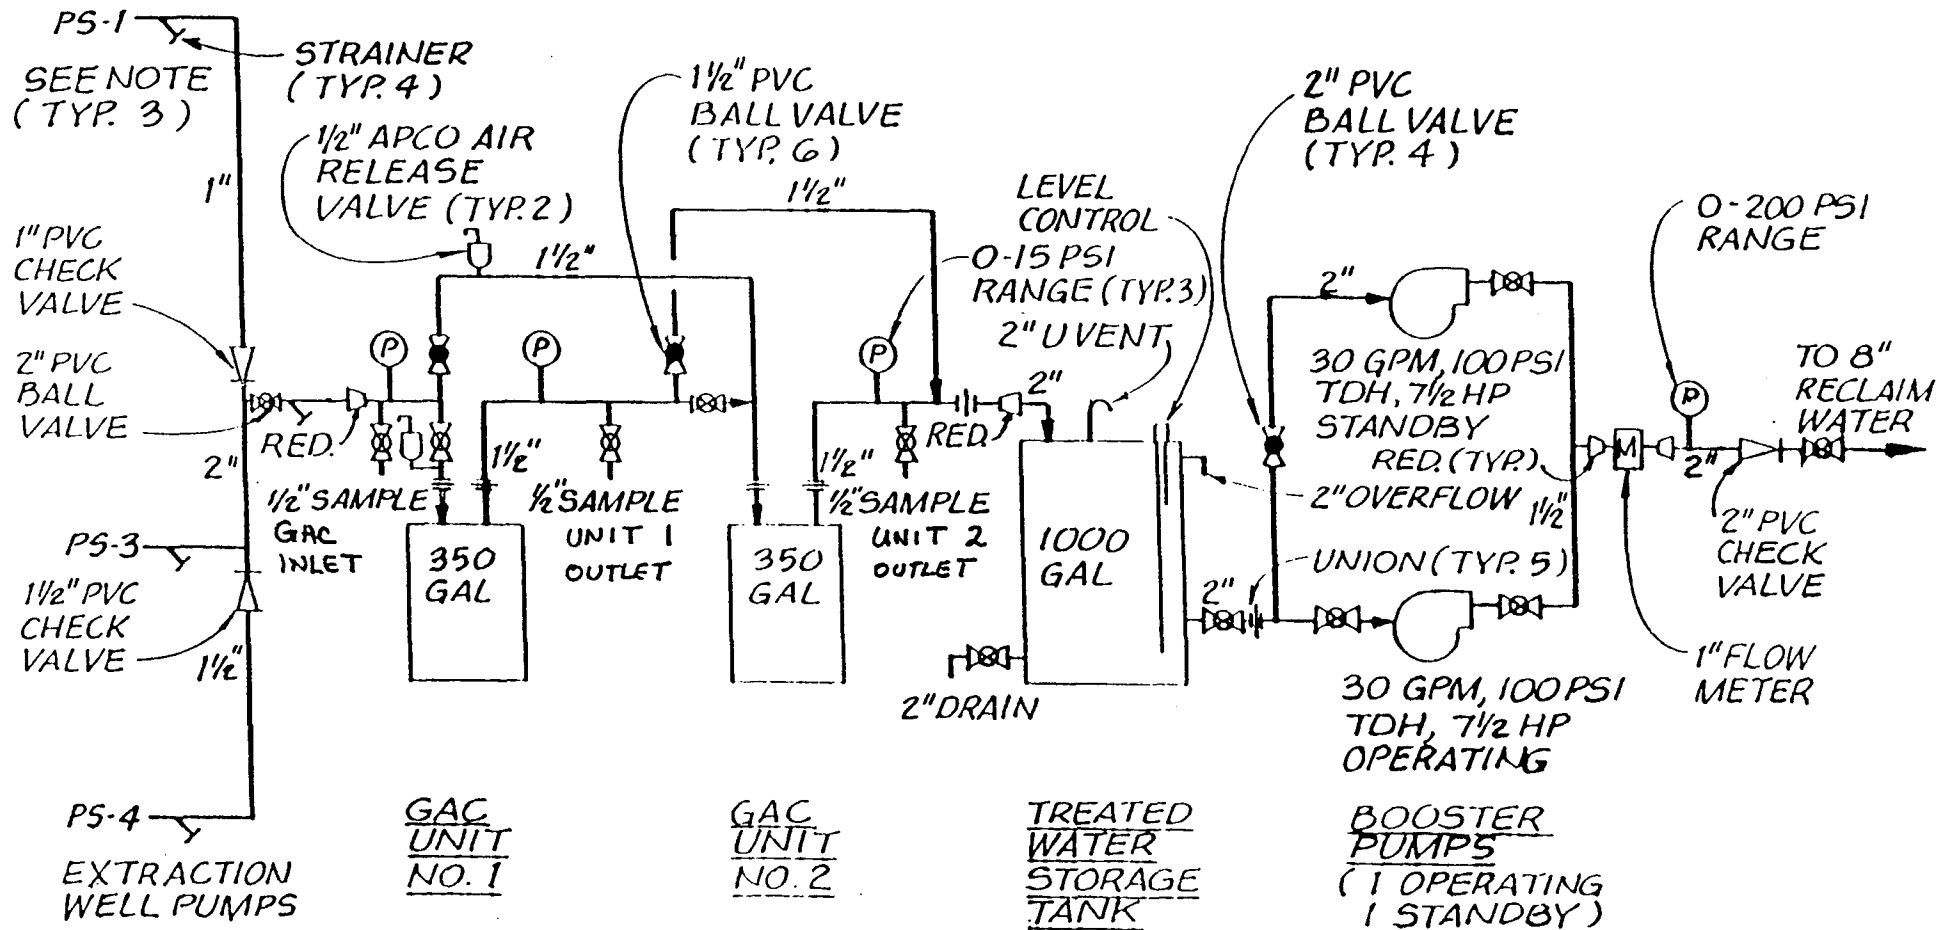 PS-1
SEE NOTE
(TYP. 3)
STRAINER
(TYP. 4)
1/2" APCO AIR
RELEASE
VALVE (TYP. 2)
1 1/2" PVC
BALL VALVE
(TYP. 6)
2" PVC
BALL VALVE
(TYP. 4)
1"
1" PVC
CHECK
VALVE
2" PVC
BALL
VALVE
2"
RED.
P
1 1/2"
P
1 1/2"
LEVEL
CONTROL
0-15 PSI
RANGE (TYP. 3)
2" U VENT
P
RED.
2"
2"
0-200 PSI
RANGE
P
30 GPM, 100 PSI
TDH, 7 1/2 HP
STANDBY
RED. (TYP.)
M
2"
TO 8"
RECLAIM
WATER
1/2" SAMPLE
GAC
INLET
1 1/2"
1/2" SAMPLE
UNIT 1
OUTLET
1 1/2"
1/2" SAMPLE
UNIT 2
OUTLET
2" OVERFLOW
1 1/2"
2" PVC
CHECK
VALVE
UNION (TYP. 5)
2"
PS-3
1 1/2" PVC
CHECK
VALVE
1 1/2"
350
GAL
350
GAL
1000
GAL
2" DRAIN
1" FLOW
METER
30 GPM, 100 PSI
TDH, 7 1/2 HP
OPERATING
PS-4
EXTRACTION
WELL PUMPS
GAC
UNIT
NO. 1
GAC
UNIT
NO. 2
TREATED
WATER
STORAGE
TANK
BOOSTER
PUMPS
(1 OPERATING
1 STANDBY)